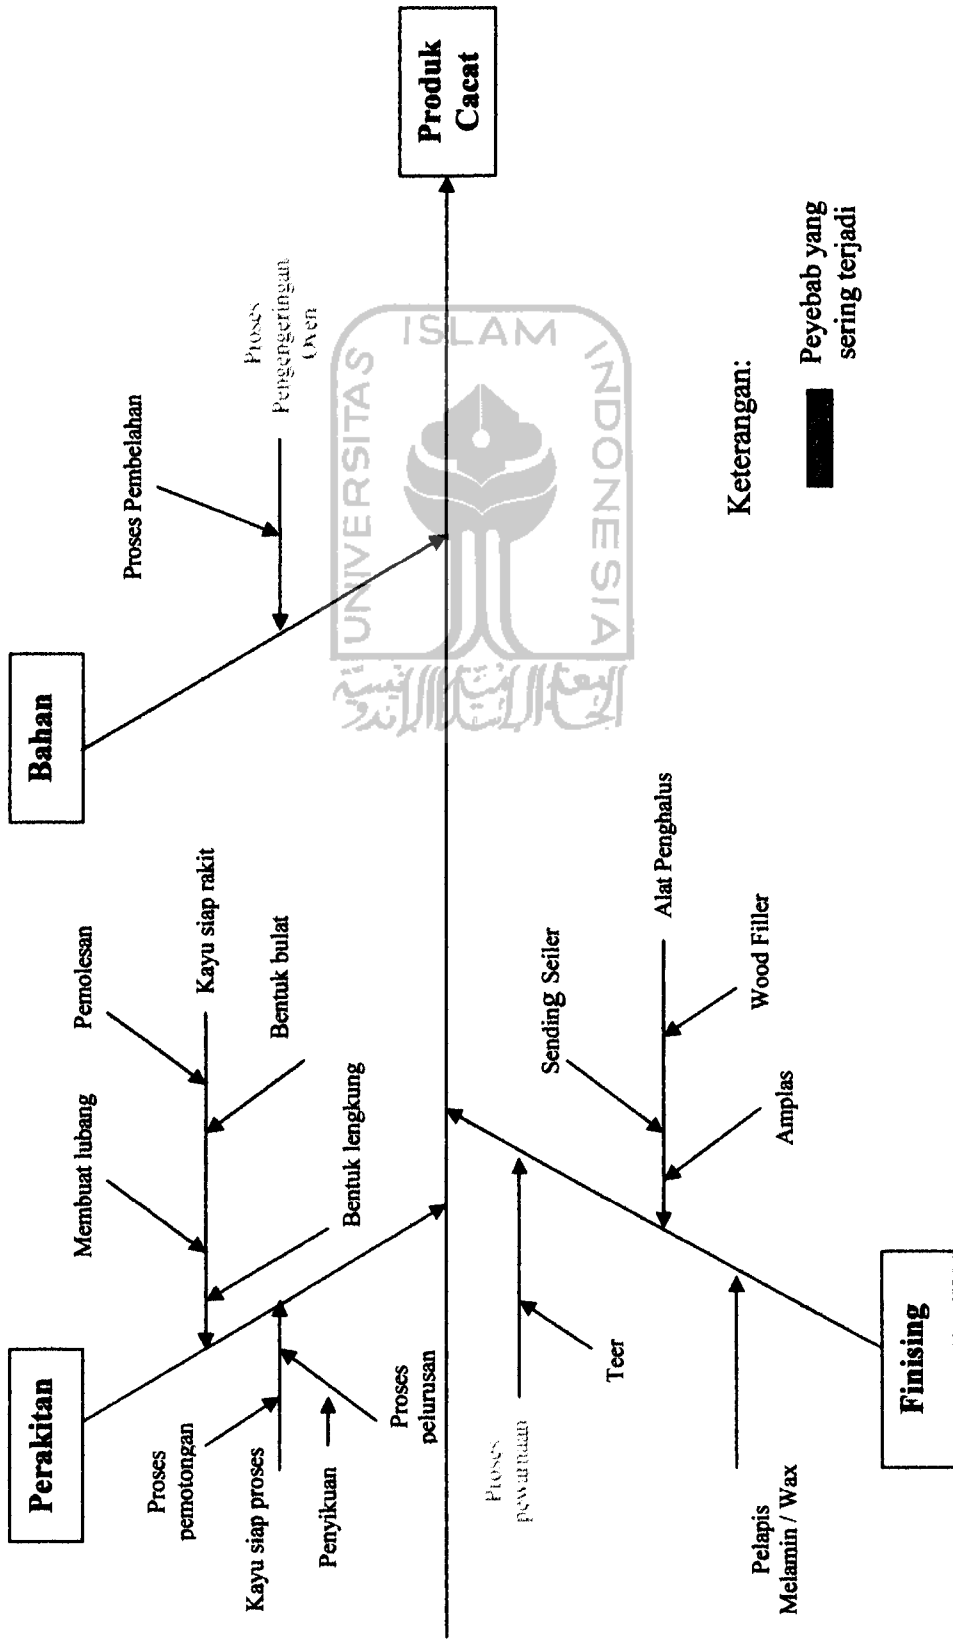 Perakitan
Bahan
Produk
Cacat
Membuat lubang
Pemolesan
Kayu siap rakit
Bentuk bulat
Bentuk lengkung
Proses
pemotongan
Kayu siap proses
Penyikuan
Proses
pelurusan
Proses Pembelahan
Proses
Pengengeringan
Oven
Proses
pewarnaan
Teer
Sending Seiler
Alat Penghalus
Wood Filler
Amplas
Pelapis
Melamin / Wax
Finising
Keterangan:
Peyebab yang
sering terjadi
UNIVERSITAS
ISLAM
INDONESIA